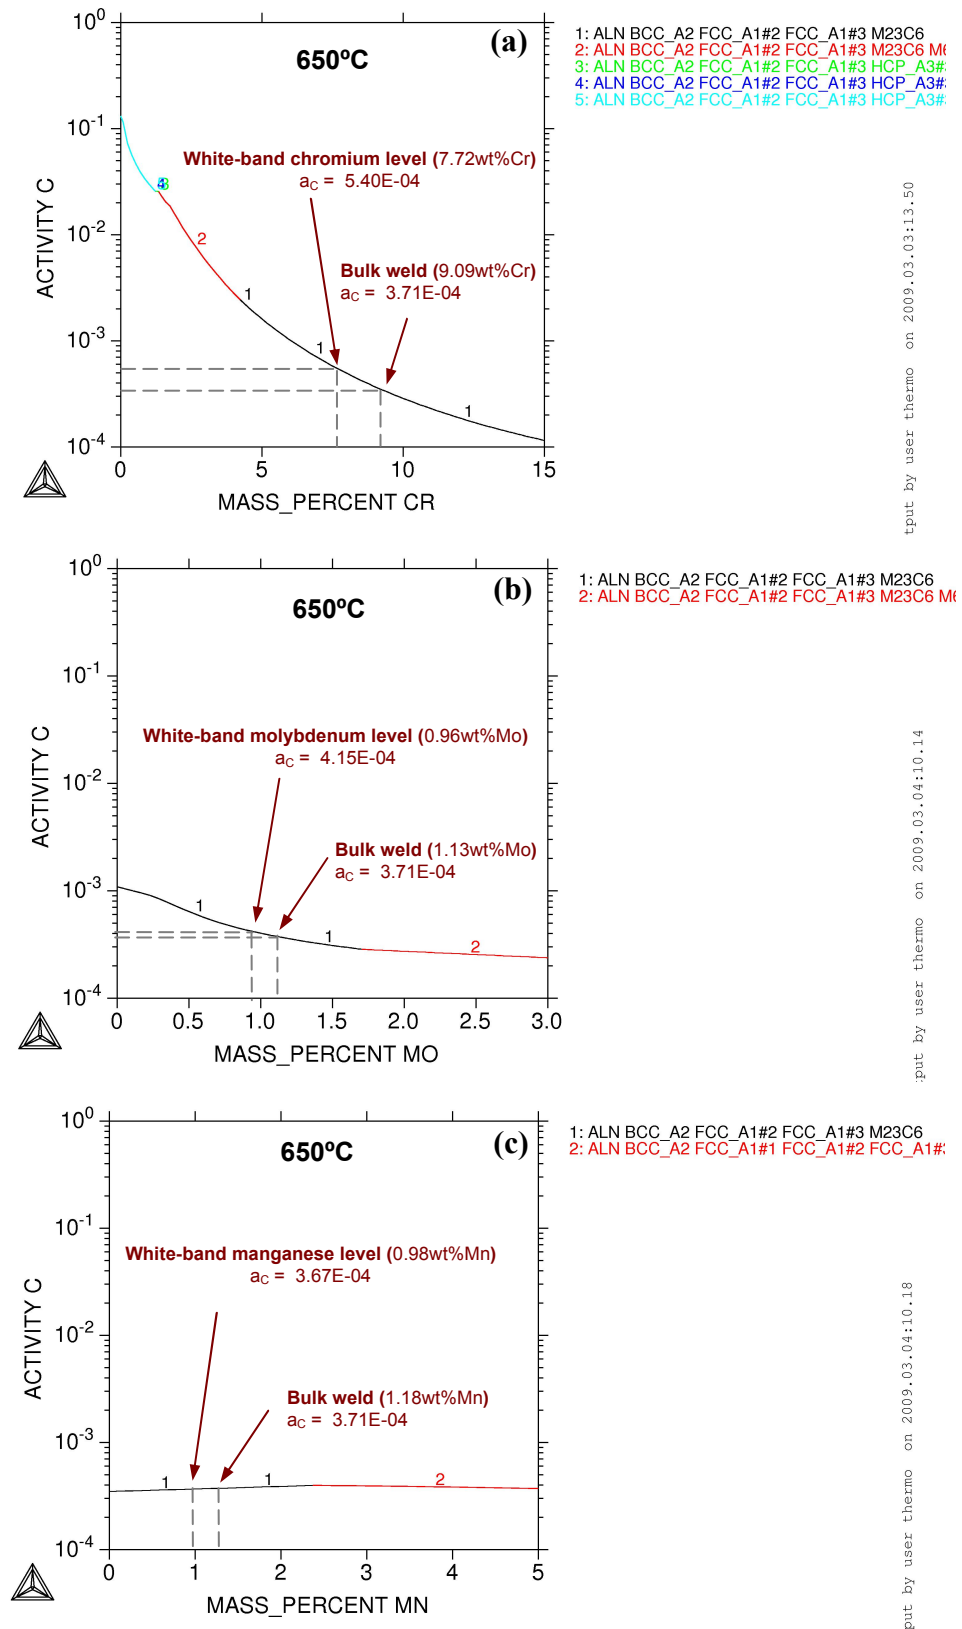 (a)
650ºC
1: ALN BCC_A2 FCC_A1#2 FCC_A1#3 M23C6
2: ALN BCC_A2 FCC_A1#2 FCC_A1#3 M23C6 M6
3: ALN BCC_A2 FCC_A1#2 FCC_A1#3 HCP_A3#
4: ALN BCC_A2 FCC_A1#2 FCC_A1#3 HCP_A3#
5: ALN BCC_A2 FCC_A1#2 FCC_A1#3 HCP_A3#
10⁰
10⁻¹
10⁻²
10⁻³
10⁻⁴
ACTIVITY C
White-band chromium level (7.72wt%Cr)
aC = 5.40E-04
Bulk weld (9.09wt%Cr)
aC = 3.71E-04
2
1
1
1
0 5 10 15
MASS_PERCENT CR
tput by user thermo on 2009.03.03:13.50
(b)
650ºC
1: ALN BCC_A2 FCC_A1#2 FCC_A1#3 M23C6
2: ALN BCC_A2 FCC_A1#2 FCC_A1#3 M23C6 M6
10⁰
10⁻¹
10⁻²
10⁻³
10⁻⁴
ACTIVITY C
White-band molybdenum level (0.96wt%Mo)
aC = 4.15E-04
Bulk weld (1.13wt%Mo)
aC = 3.71E-04
1
1
2
0 0.5 1.0 1.5 2.0 2.5 3.0
MASS_PERCENT MO
put by user thermo on 2009.03.04:10.14
(c)
650ºC
1: ALN BCC_A2 FCC_A1#2 FCC_A1#3 M23C6
2: ALN BCC_A2 FCC_A1#1 FCC_A1#2 FCC_A1#
10⁰
10⁻¹
10⁻²
10⁻³
10⁻⁴
ACTIVITY C
White-band manganese level (0.98wt%Mn)
aC = 3.67E-04
Bulk weld (1.18wt%Mn)
aC = 3.71E-04
1
1
2
0 1 2 3 4 5
MASS_PERCENT MN
put by user thermo on 2009.03.04:10.18